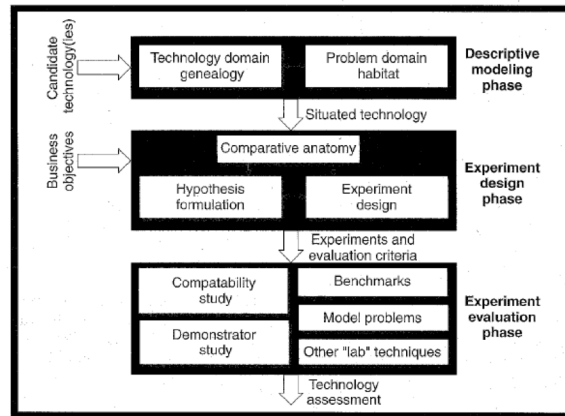 Candidate
technology(ies)
Technology domain
genealogy
Problem domain
habitat
Descriptive
modeling
phase
Situated technology
Business
objectives
Comparative anatomy
Hypothesis
formulation
Experiment
design
Experiment
design
phase
Experiments and
evaluation criteria
Compatability
study
Demonstrator
study
Benchmarks
Model problems
Other "lab" techniques
Experiment
evaluation
phase
Technology
assessment